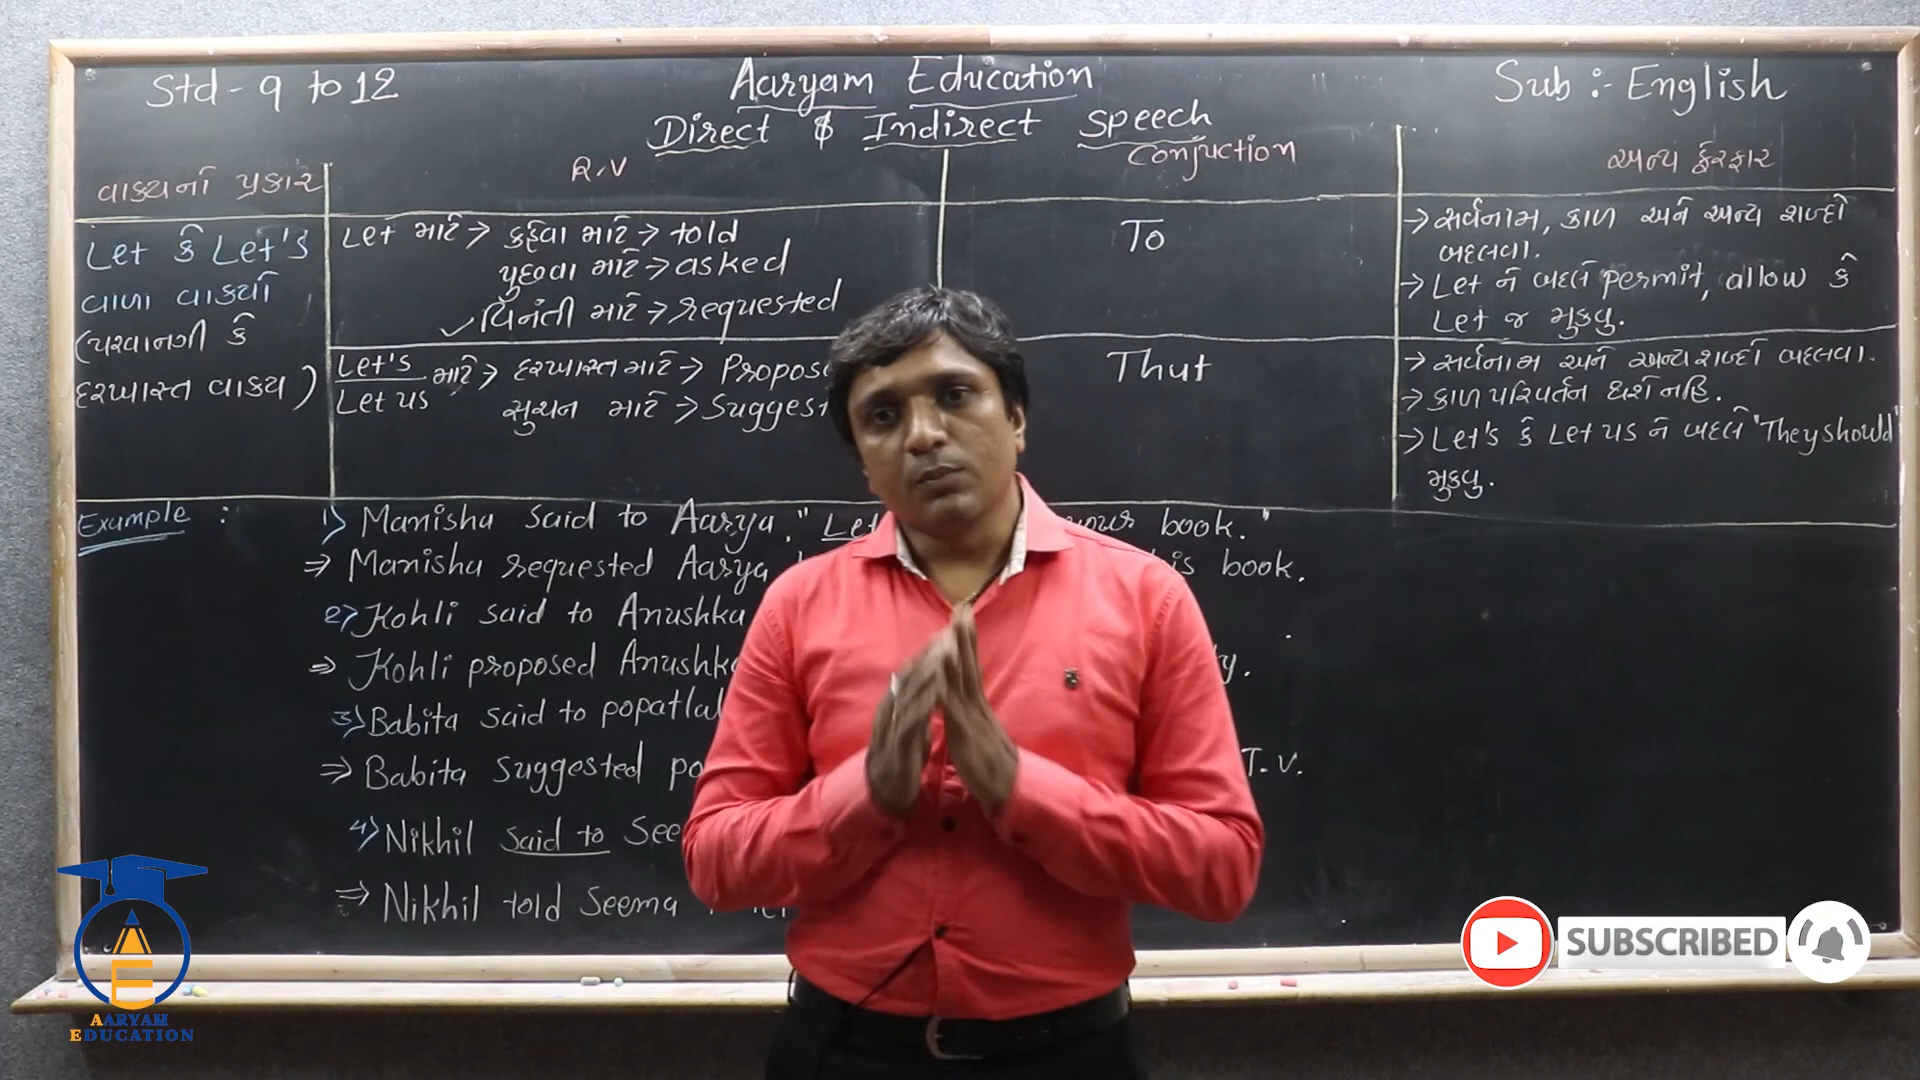 Std - 9 to 12
Aaryam Education
Sub :- English
Direct & Indirect speech
વાક્યનો પ્રકાર
R.V
Conjuction
અન્ય ફેરફાર
Let કે Let's
વાળા વાક્યો
(પરવાનગી કે
દરખાસ્ત વાક્ય)
Let માટે → કહેવા માટે → told
પુછવા માટે → asked
✓ વિનંતી માટે → requested
To
→ સર્વનામ, કાળ અને અન્ય શબ્દો
બદલવા.
→ Let ને બદલે permit, allow કે
Let જ મુકવુ.
Let's
Let us
માટે → દરખાસ્ત માટે → Propose
સુચન માટે → Suggest
That
→ સર્વનામ અને અન્ય શબ્દો બદલવા.
→ કાળ પરિવર્તન થશે નહિ.
→ Let's કે Let us ને બદલે "They should"
મુકવુ.
Example :
1) Manisha said to Aarya, " Let your book."
⇒ Manisha requested Aarya book.
2) Kohli said to Anushka
⇒ Kohli proposed Anushka
3) Babita said to popatlal
⇒ Babita suggested T.V.
4) Nikhil said to
⇒ Nikhil told Seema
AARYAM
EDUCATION
SUBSCRIBED